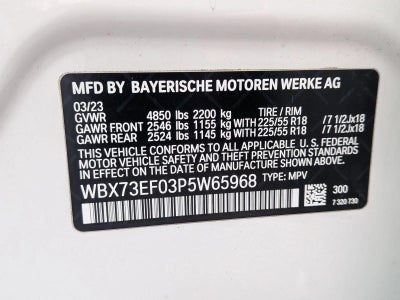 MFD BY BAYERISCHE MOTOREN WERKE AG
03/23
GVWR 4850 lbs 2200 kg TIRE / RIM
GAWR FRONT 2546 lbs 1155 kg WITH 225/55 R18 / 7 1/2Jx18
GAWR REAR 2524 lbs 1145 kg WITH 225/55 R18 / 7 1/2Jx18
THIS VEHICLE CONFORMS TO ALL APPLICABLE U.S. FEDERAL
MOTOR VEHICLE SAFETY, BUMPER, AND THEFT PREVENTION
STANDARDS IN EFFECT ON THE DATE OF MANUFACTURE SHOWN ABOVE.
WBX73EF03P5W65968 TYPE: MPV
300
7 320 730